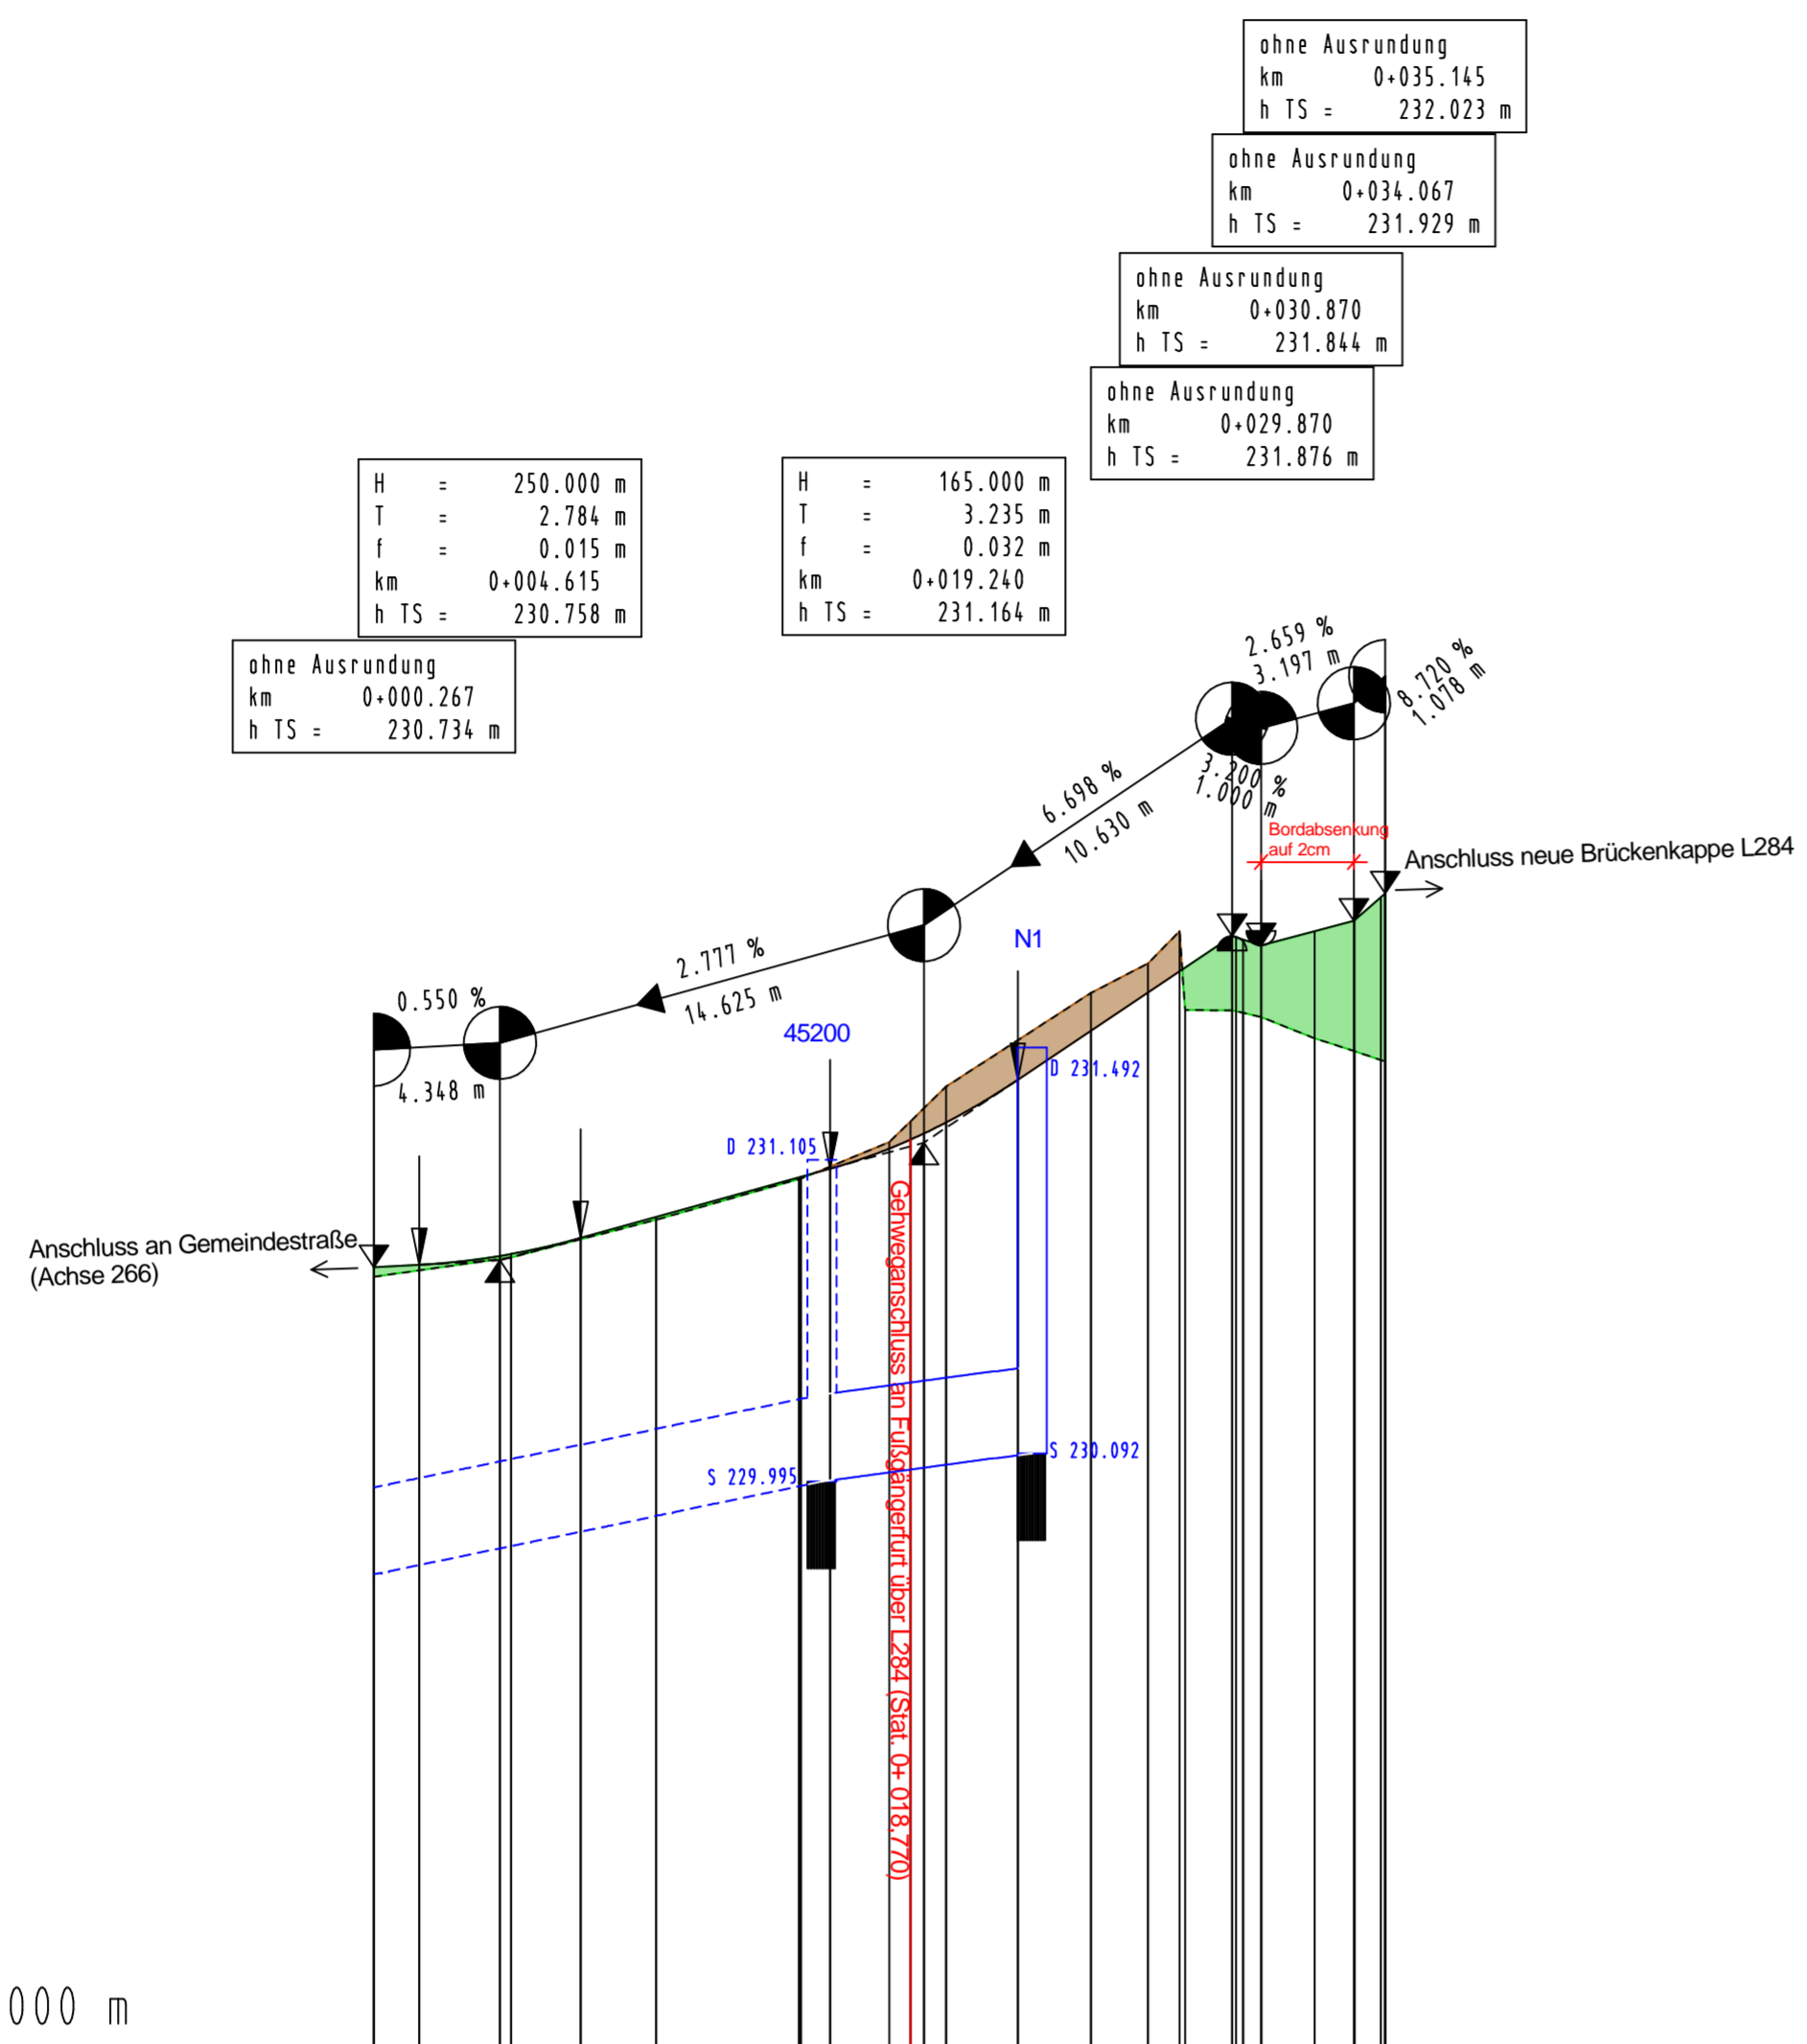 ohne Ausrundung
km 0+035.145
h TS = 232.023 m
ohne Ausrundung
km 0+034.067
h TS = 231.929 m
ohne Ausrundung
km 0+030.870
h TS = 231.844 m
ohne Ausrundung
km 0+029.870
h TS = 231.876 m
H = 250.000 m
T = 2.784 m
f = 0.015 m
km 0+004.615
h TS = 230.758 m
H = 165.000 m
T = 3.235 m
f = 0.032 m
km 0+019.240
h TS = 231.164 m
ohne Ausrundung
km 0+000.267
h TS = 230.734 m
2.659 %
3.197 m
8.720 %
1.078 m
3.200 %
1.000 m
6.698 %
10.630 m
Bordabsenkung
auf 2cm
Anschluss neue Brückenkappe L284
N1
2.777 %
14.625 m
0.550 %
4.348 m
45200
D 231.492
D 231.105
Anschluss an Gemeindestraße
(Achse 266)
Gehweganschluss an Fußgängerfurt über L284 (Stat. 0+ 018,770)
S 230.092
S 229.995
000 m